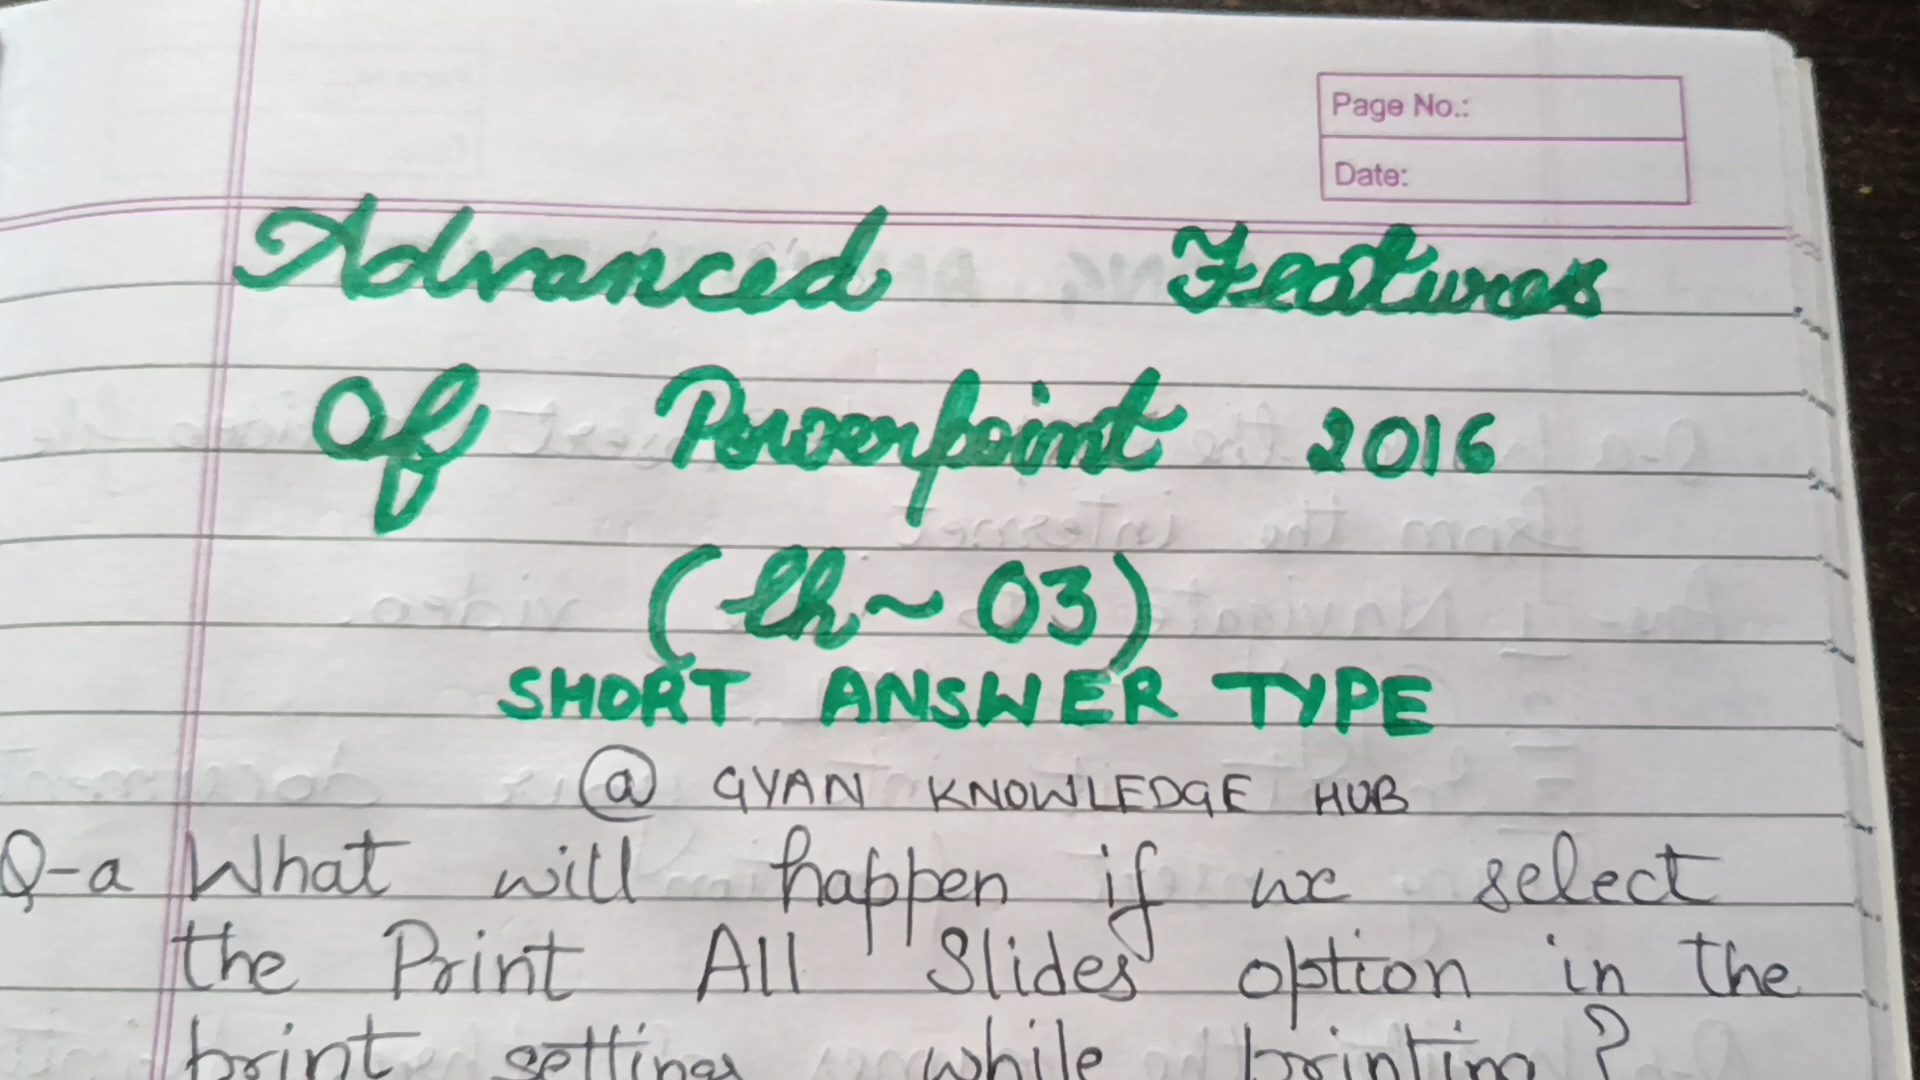 Page No.:
Date:
Advanced Features
Of Powerpoint 2016
(Ch~ 03)
SHORT ANSWER TYPE
@ GYAN KNOWLEDGE HUB
Q-a What will happen if we select
the Print All Slides option in the
print settings while printing?